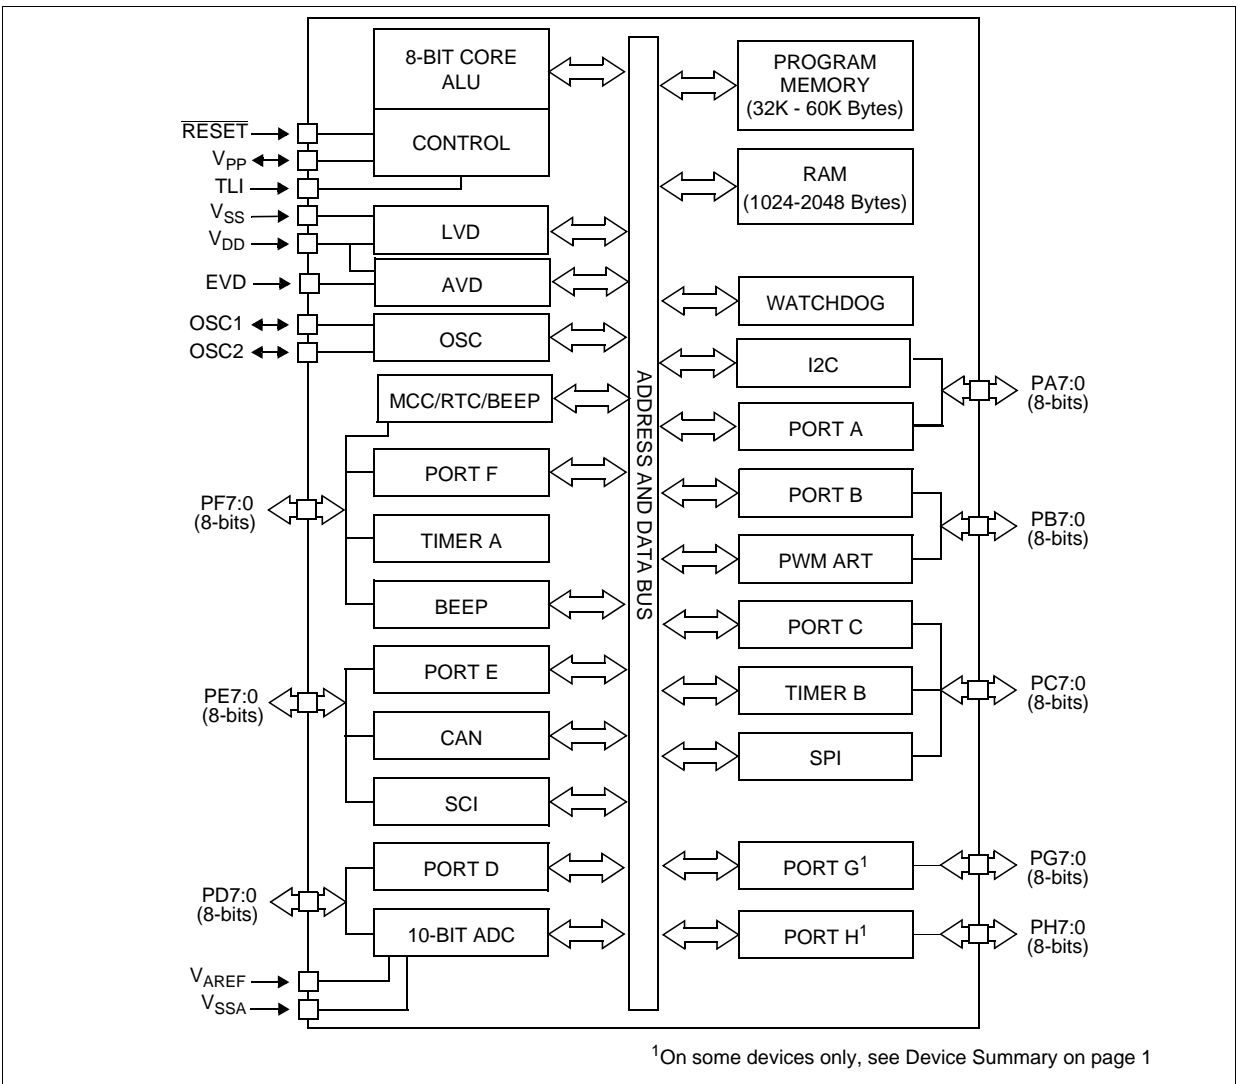 8-BIT CORE
ALU
CONTROL
RESET
VPP
TLI
VSS
VDD
EVD
OSC1
OSC2
LVD
AVD
OSC
MCC/RTC/BEEP
PORT F
TIMER A
BEEP
PF7:0
(8-bits)
PORT E
CAN
SCI
PE7:0
(8-bits)
PORT D
10-BIT ADC
PD7:0
(8-bits)
VAREF
VSSA
ADDRESS AND DATA BUS
PROGRAM
MEMORY
(32K - 60K Bytes)
RAM
(1024-2048 Bytes)
WATCHDOG
I2C
PORT A
PA7:0
(8-bits)
PORT B
PWM ART
PB7:0
(8-bits)
PORT C
TIMER B
SPI
PC7:0
(8-bits)
PORT G1
PG7:0
(8-bits)
PORT H1
PH7:0
(8-bits)
1On some devices only, see Device Summary on page 1